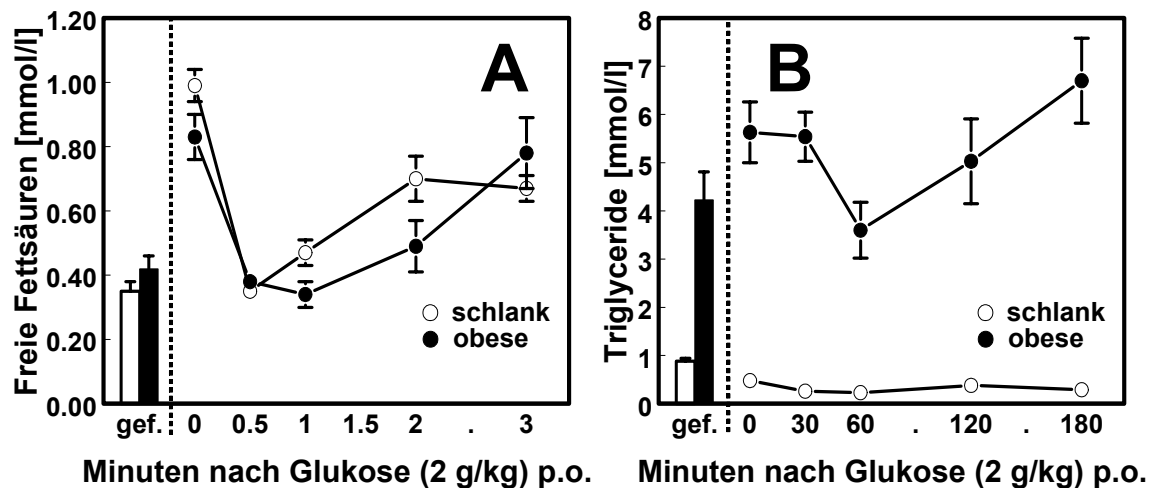 Freie Fettsäuren [mmol/l]
1.20
1.00
0.80
0.60
0.40
0.20
0.00
A
schlank
obese
gef. 0 0.5 1 1.5 2 . 3
Minuten nach Glukose (2 g/kg) p.o.
Triglyceride [mmol/l]
8
7
6
5
4
3
2
1
0
B
schlank
obese
gef. 0 30 60 . 120 . 180
Minuten nach Glukose (2 g/kg) p.o.